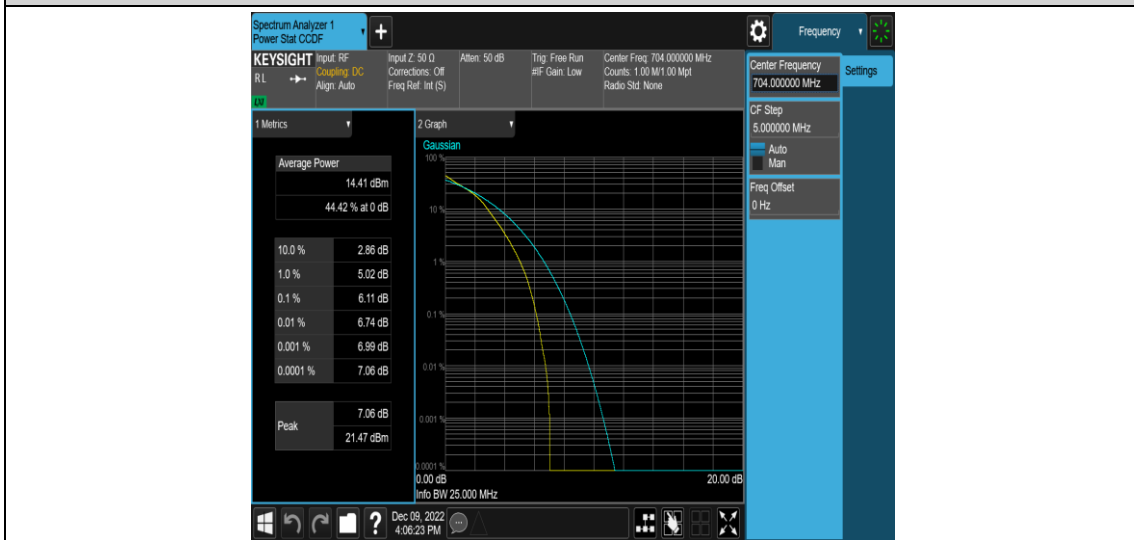 Spectrum Analyzer 1
Power Stat CCDF
+
Frequency
KEYSIGHT
RL
LXI
Input: RF
Coupling: DC
Align: Auto
Input Z: 50 Ω
Corrections: Off
Freq Ref: Int (S)
Atten: 50 dB
Trig: Free Run
#IF Gain: Low
Center Freq: 704.000000 MHz
Counts: 1.00 M/1.00 Mpt
Radio Std: None
Center Frequency
704.000000 MHz
Settings
CF Step
5.000000 MHz
Auto
Man
Freq Offset
0 Hz
1 Metrics
Average Power
14.41 dBm
44.42 % at 0 dB
10.0 % 2.86 dB
1.0 % 5.02 dB
0.1 % 6.11 dB
0.01 % 6.74 dB
0.001 % 6.99 dB
0.0001 % 7.06 dB
Peak
7.06 dB
21.47 dBm
2 Graph
Gaussian
100 %
10 %
1 %
0.1 %
0.01 %
0.001 %
0.0001 %
0.00 dB
20.00 dB
Info BW 25.000 MHz
?
Dec 09, 2022
4:06:23 PM